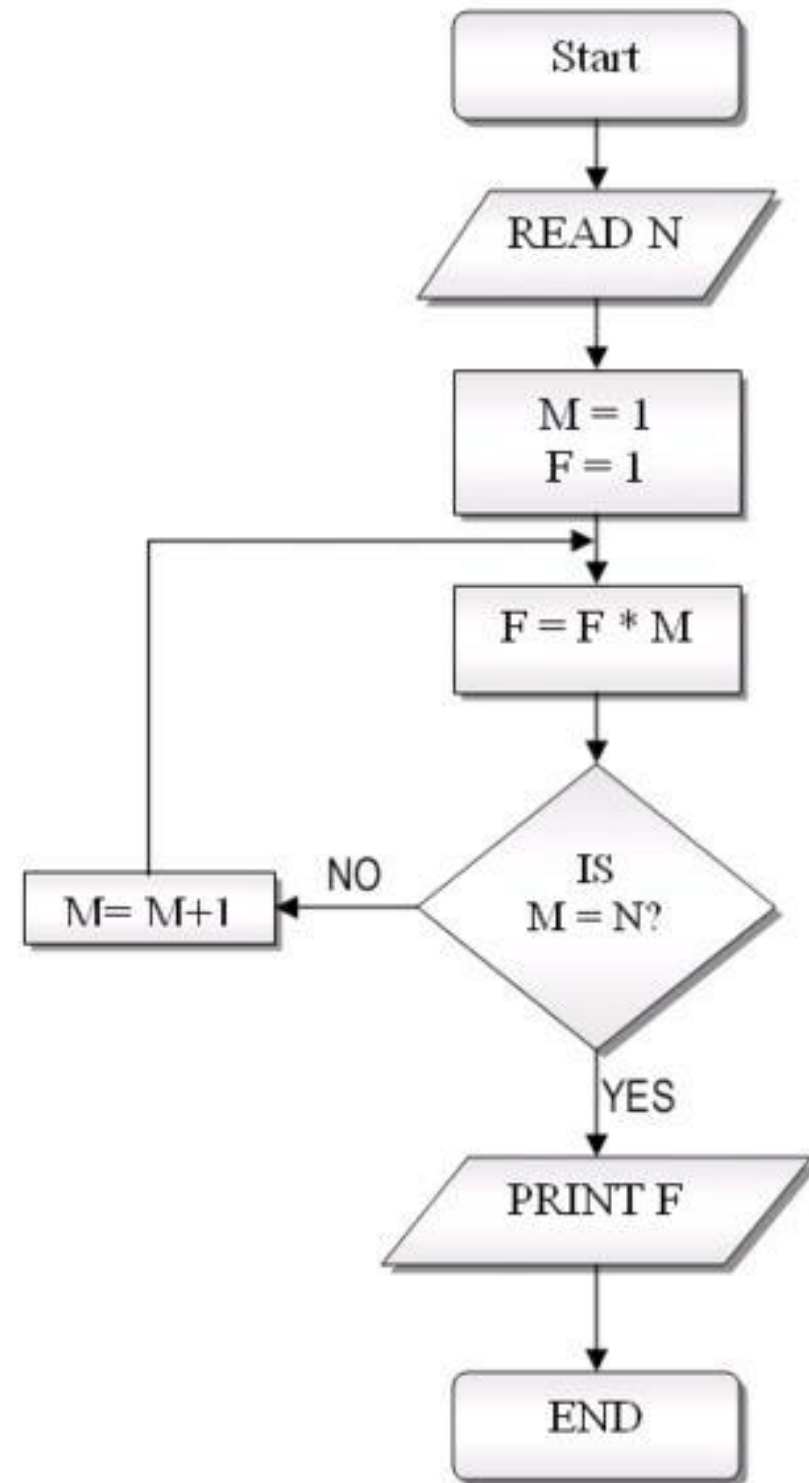 Start
READ N
M = 1
F = 1
F = F * M
IS
M = N?
NO
M= M+1
YES
PRINT F
END